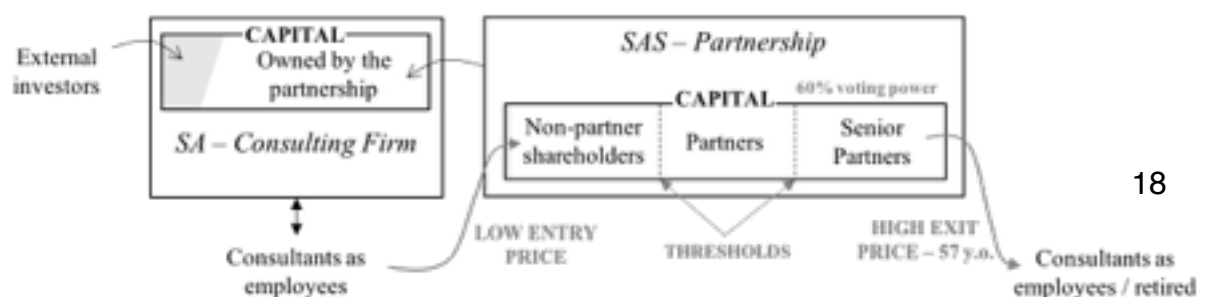 CAPITAL
External
investors
Owned by the
partnership
SA – Consulting Firm
Consultants as
employees
SAS – Partnership
60% voting power
CAPITAL
Non-partner
shareholders
Partners
Senior
Partners
LOW ENTRY
PRICE
THRESHOLDS
HIGH EXIT
PRICE – 57 y.o.
Consultants as
employees / retired
18